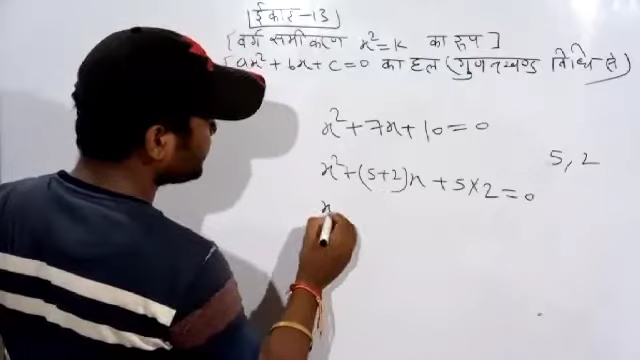 ईकाई-13
[वर्ग समीकरण x²=k का रूप]
[ax²+bx+c=0 का हल (गुणनखण्ड विधि से)
x²+7x+10=0
5, 2
x²+(5+2)x+5×2=0
x